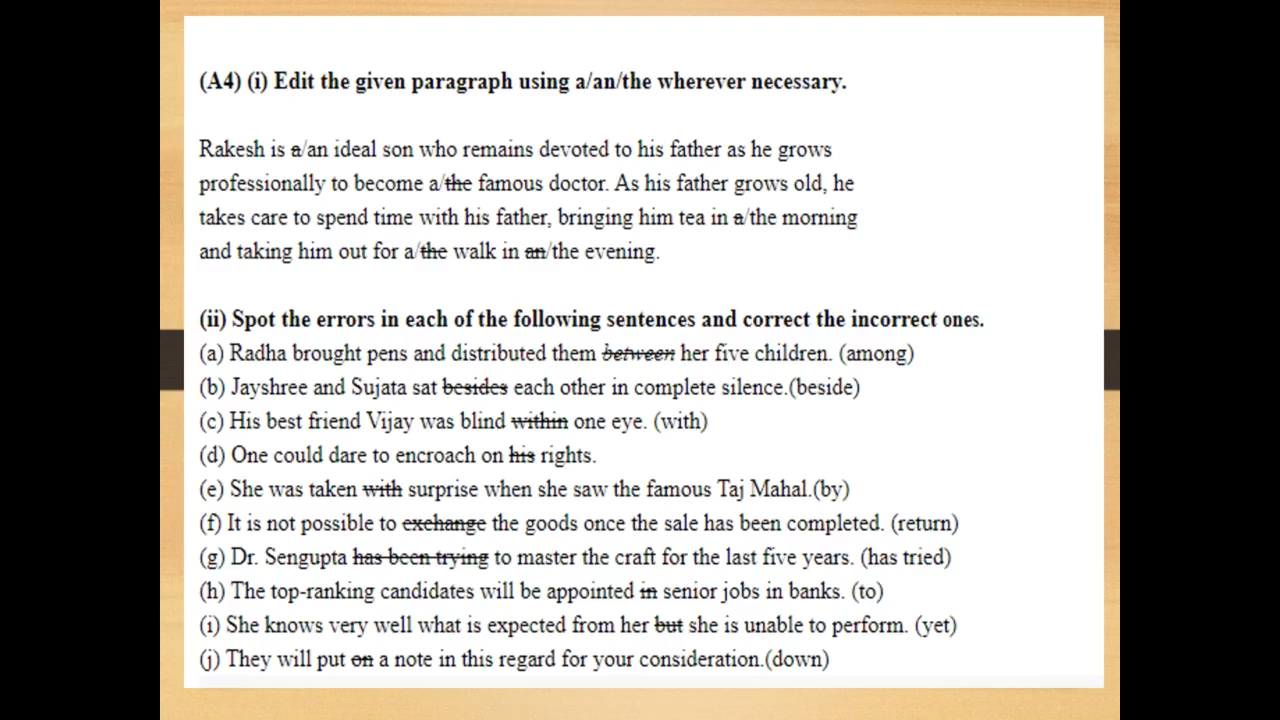 (A4) (i) Edit the given paragraph using a/an/the wherever necessary.
Rakesh is a/an ideal son who remains devoted to his father as he grows
professionally to become a/the famous doctor. As his father grows old, he
takes care to spend time with his father, bringing him tea in a/the morning
and taking him out for a/the walk in an/the evening.
(ii) Spot the errors in each of the following sentences and correct the incorrect ones.
(a) Radha brought pens and distributed them between her five children. (among)
(b) Jayshree and Sujata sat besides each other in complete silence.(beside)
(c) His best friend Vijay was blind within one eye. (with)
(d) One could dare to encroach on his rights.
(e) She was taken with surprise when she saw the famous Taj Mahal.(by)
(f) It is not possible to exchange the goods once the sale has been completed. (return)
(g) Dr. Sengupta has been trying to master the craft for the last five years. (has tried)
(h) The top-ranking candidates will be appointed in senior jobs in banks. (to)
(i) She knows very well what is expected from her but she is unable to perform. (yet)
(j) They will put on a note in this regard for your consideration.(down)